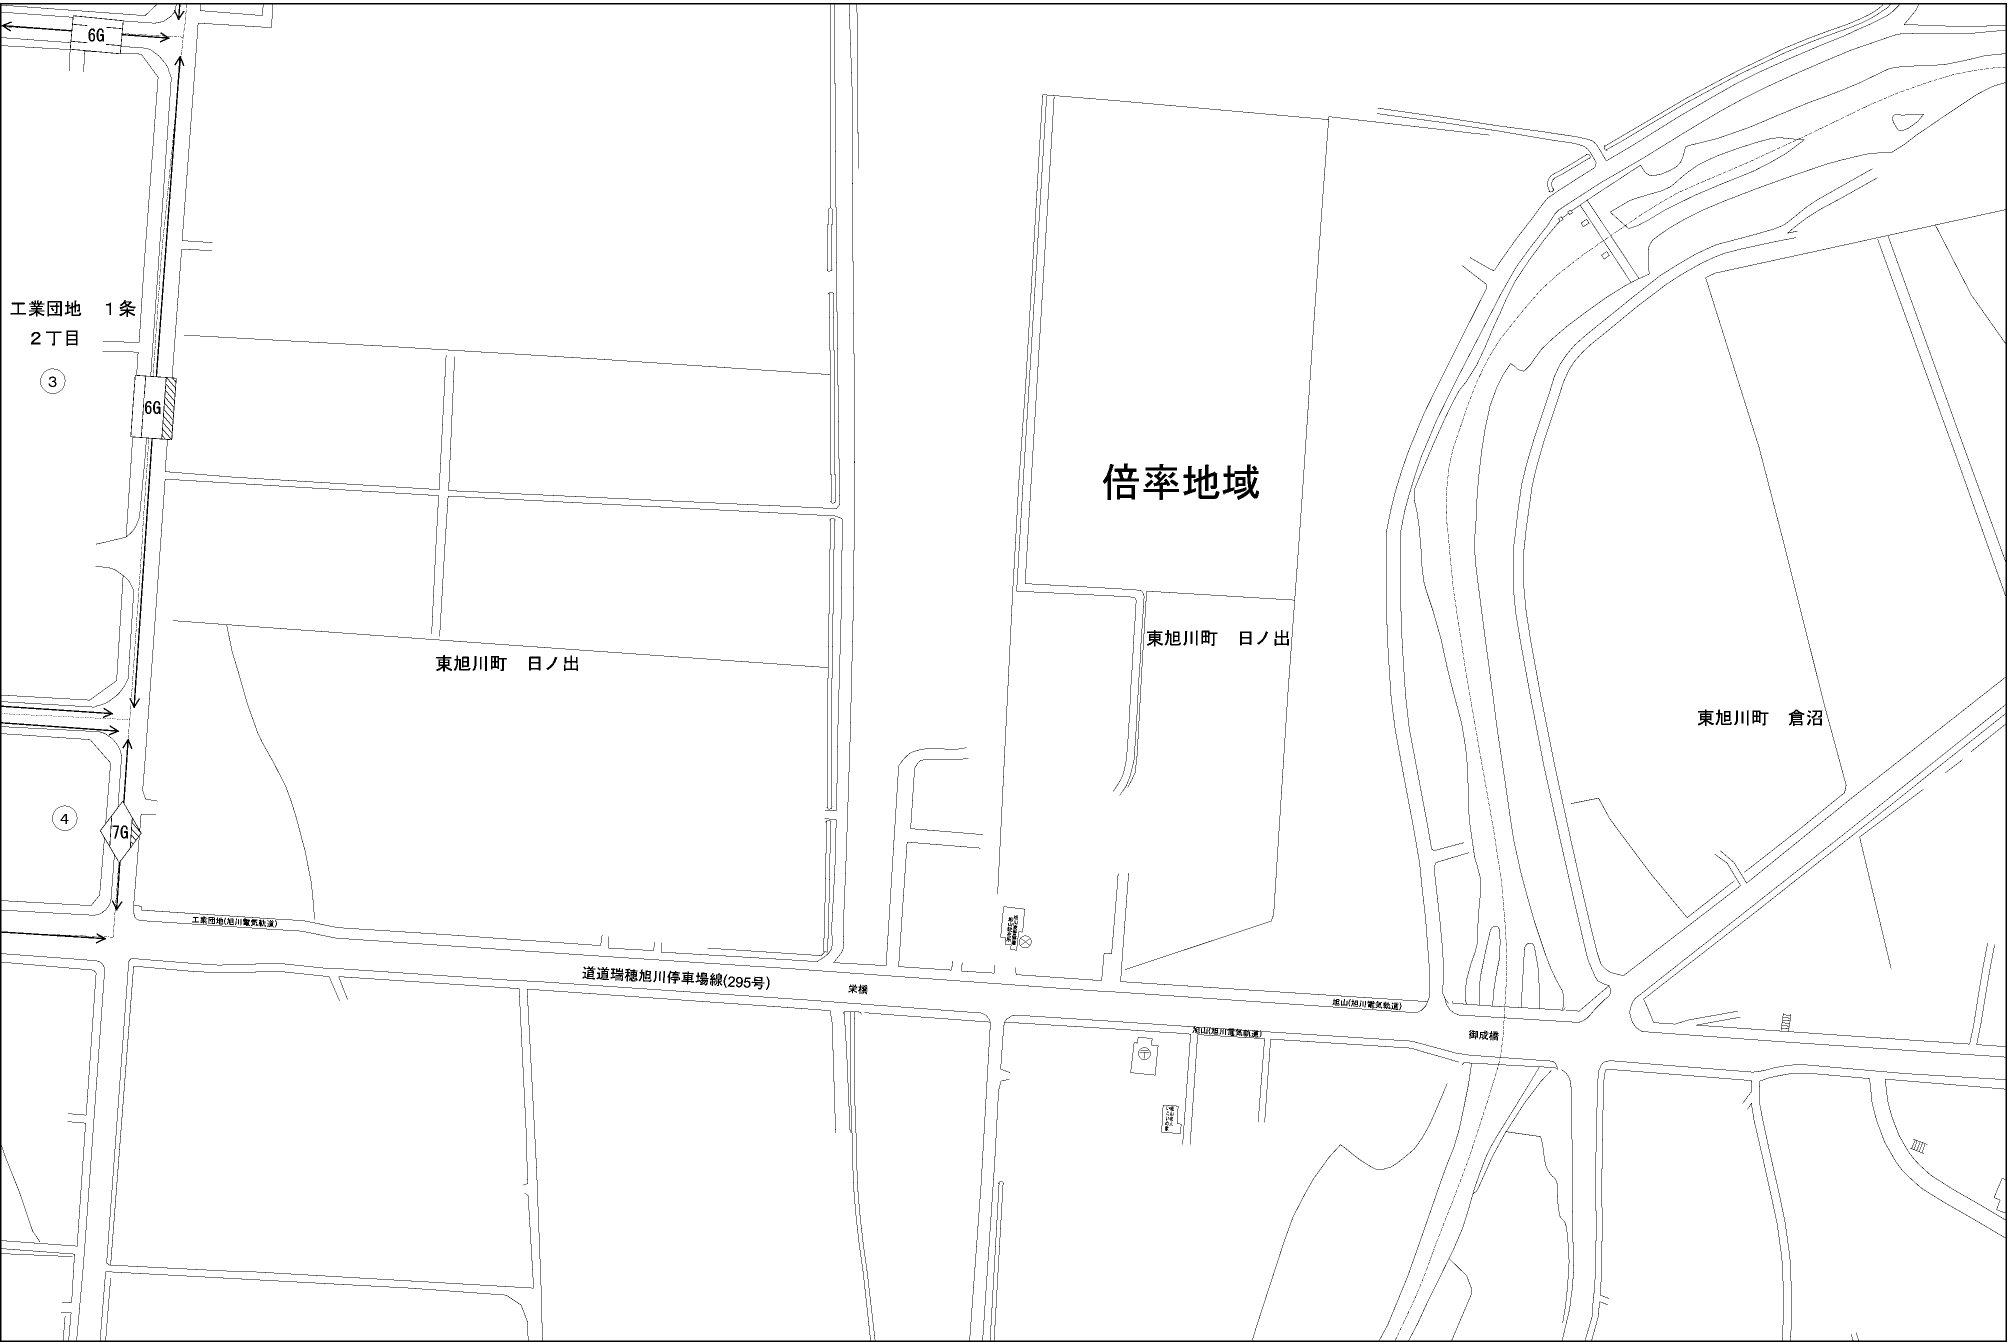 6G
工業団地　１条
２丁目
3
6G
倍率地域
東旭川町　日ノ出
東旭川町　日ノ出
東旭川町　倉沼
4
7G
工業団地(旭川電気軌道)
道道瑞穂旭川停車場線(295号)
栄橋
旭山(旭川電気軌道)
旭山(旭川電気軌道)
御成橋